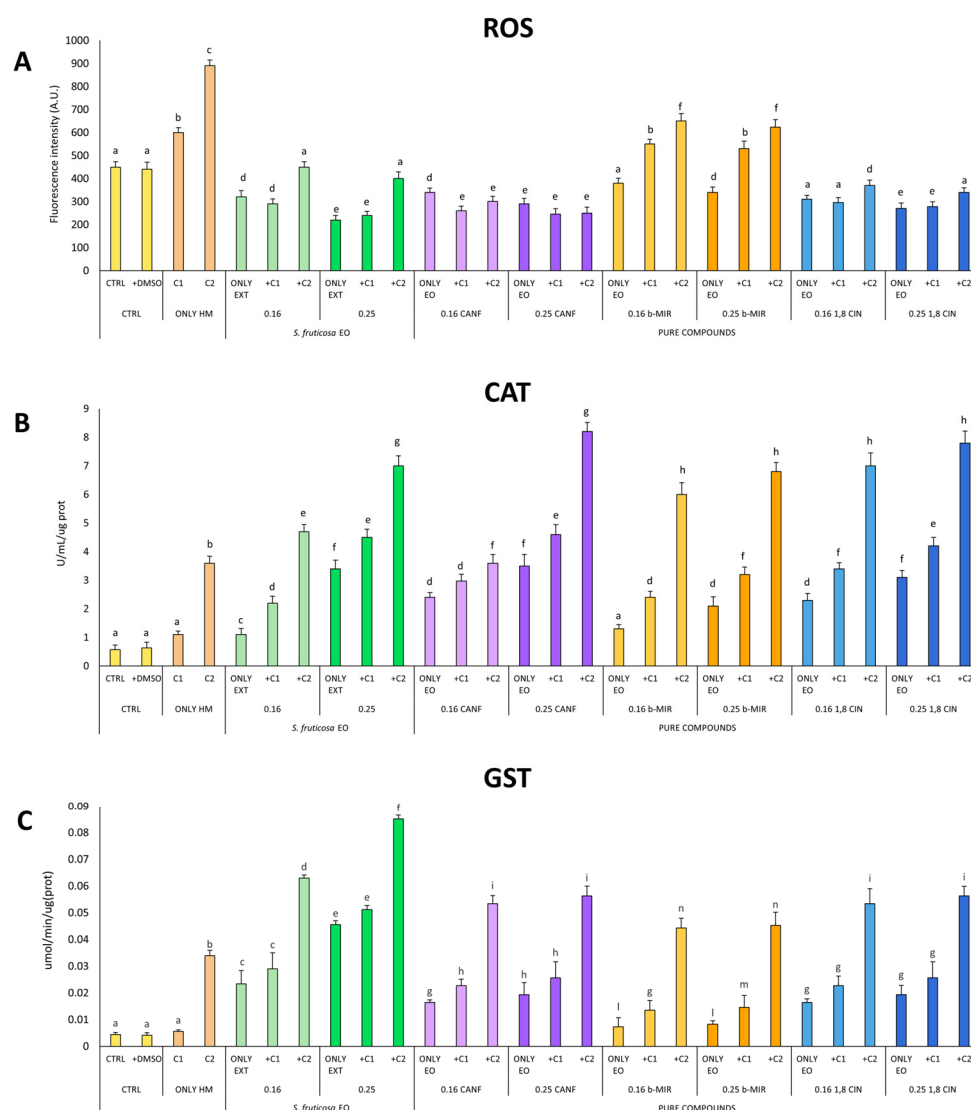 ROS
A
Fluorescence intensity (A.U.)
1000
900
800
700
600
500
400
300
200
100
0
a a b c d d a e e a d e e e e e a b f a b f a a d e e a
CTRL +DMSO C1 C2 ONLY EXT +C1 +C2 ONLY EXT +C1 +C2 ONLY EO +C1 +C2 ONLY EO +C1 +C2 ONLY EO +C1 +C2 ONLY EO +C1 +C2 ONLY EO +C1 +C2 ONLY EO +C1 +C2
CTRL ONLY HM 0.16 0.25 0.16 CANF 0.25 CANF 0.16 b-MIR 0.25 b-MIR 0.16 1,8 CIN 0.25 1,8 CIN
S. fruticosa EO PURE COMPOUNDS
CAT
B
U/mL/ug prot
9
8
7
6
5
4
3
2
1
0
a a a b c d e f e g d d f f e g a d h d f h d f h f e h
CTRL +DMSO C1 C2 ONLY EXT +C1 +C2 ONLY EXT +C1 +C2 ONLY EO +C1 +C2 ONLY EO +C1 +C2 ONLY EO +C1 +C2 ONLY EO +C1 +C2 ONLY EO +C1 +C2 ONLY EO +C1 +C2
CTRL ONLY HM 0.16 0.25 0.16 CANF 0.25 CANF 0.16 b-MIR 0.25 b-MIR 0.16 1,8 CIN 0.25 1,8 CIN
S. fruticosa EO PURE COMPOUNDS
GST
C
umol/min/ug(prot)
0.09
0.08
0.07
0.06
0.05
0.04
0.03
0.02
0.01
0
a a a b c c d e e f g h i h h i l g n l m n g g i g g i
CTRL +DMSO C1 C2 ONLY EXT +C1 +C2 ONLY EXT +C1 +C2 ONLY EO +C1 +C2 ONLY EO +C1 +C2 ONLY EO +C1 +C2 ONLY EO +C1 +C2 ONLY EO +C1 +C2 ONLY EO +C1 +C2
CTRL ONLY HM 0.16 0.25 0.16 CANF 0.25 CANF 0.16 b-MIR 0.25 b-MIR 0.16 1,8 CIN 0.25 1,8 CIN
S. fruticosa EO PURE COMPOUNDS